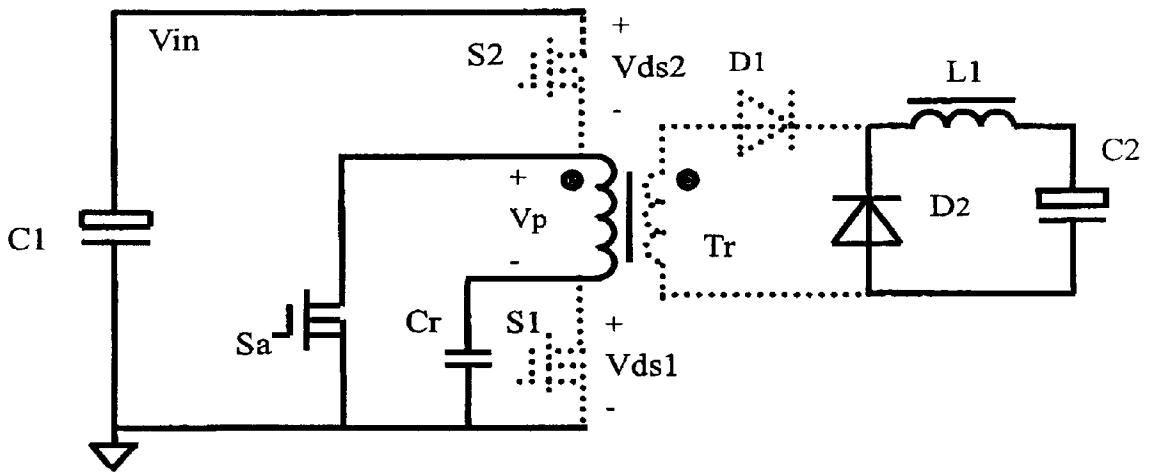 Vin
S2
+
Vds2
-
D1
L1
C2
C1
+
Vp
-
Tr
D2
Sa
Cr
S1
+
Vds1
-